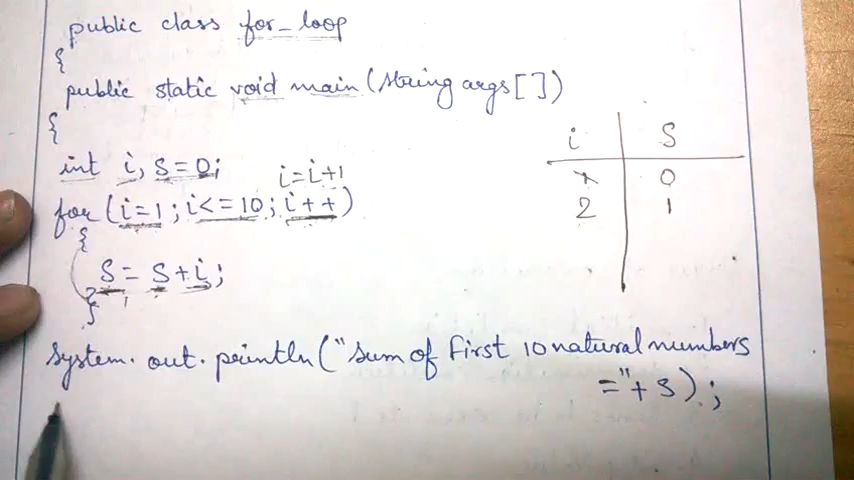 public class for_loop
{
public static void main (String args [ ])
{
int i, S = 0;
i = i+1
for (i=1 ; i<=10 ; i++)
{
S = S + i ;
}
System. out. println ("Sum of first 10 natural numbers
="+ S) ;
i S
1 0
2 1